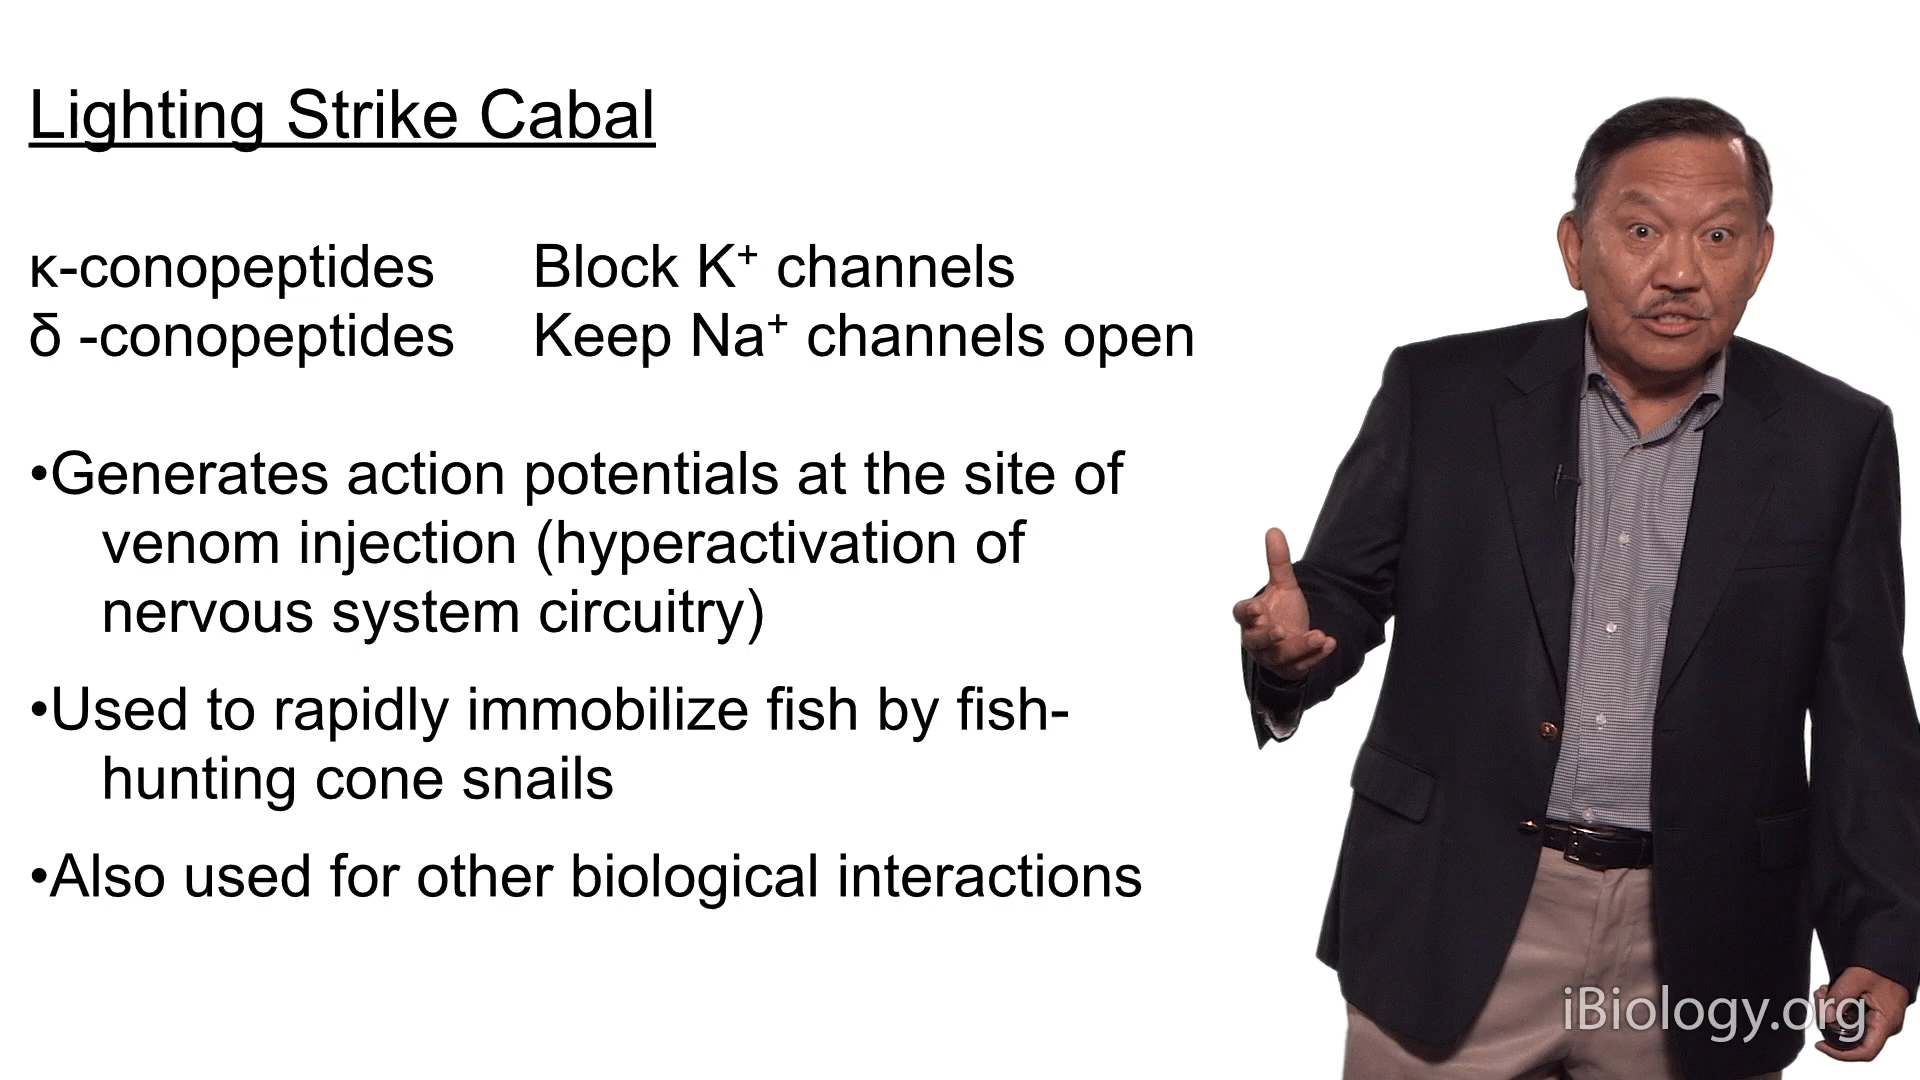 Lighting Strike Cabal
κ-conopeptides Block K⁺ channels
δ -conopeptides Keep Na⁺ channels open
•Generates action potentials at the site of
venom injection (hyperactivation of
nervous system circuitry)
•Used to rapidly immobilize fish by fish-
hunting cone snails
•Also used for other biological interactions
iBiology.org